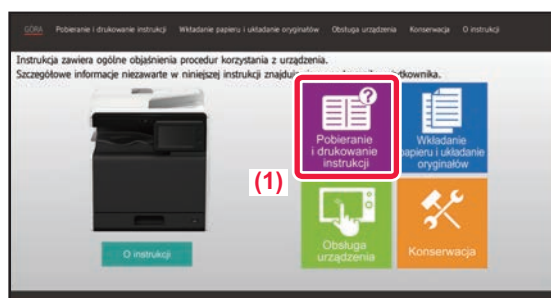 GÓRA Pobieranie i drukowanie instrukcji Wkładanie papieru i układanie oryginałów Obsługa urządzenia Konserwacja O instrukcji
Instrukcja zawiera ogólne objaśnienia procedur korzystania z urządzenia.
Szczegółowe informacje niezawarte w niniejszej instrukcji
Pobieranie
i drukowanie
instrukcji
Wkładanie
papieru i układanie
oryginałów
(1)
O instrukcji
Obsługa
urządzenia
Konserwacja